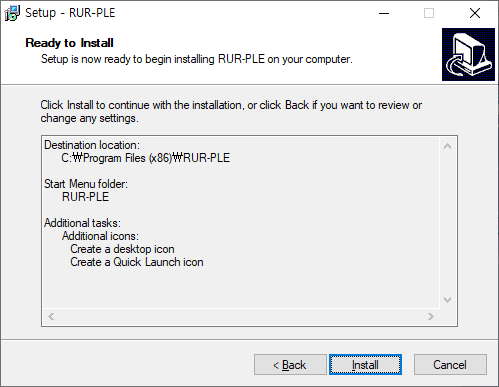 Setup - RUR-PLE
Ready to Install
Setup is now ready to begin installing RUR-PLE on your computer.
Click Install to continue with the installation, or click Back if you want to review or
change any settings.
Destination location:
C:₩Program Files (x86)₩RUR-PLE
Start Menu folder:
RUR-PLE
Additional tasks:
Additional icons:
Create a desktop icon
Create a Quick Launch icon
< Back
Install
Cancel